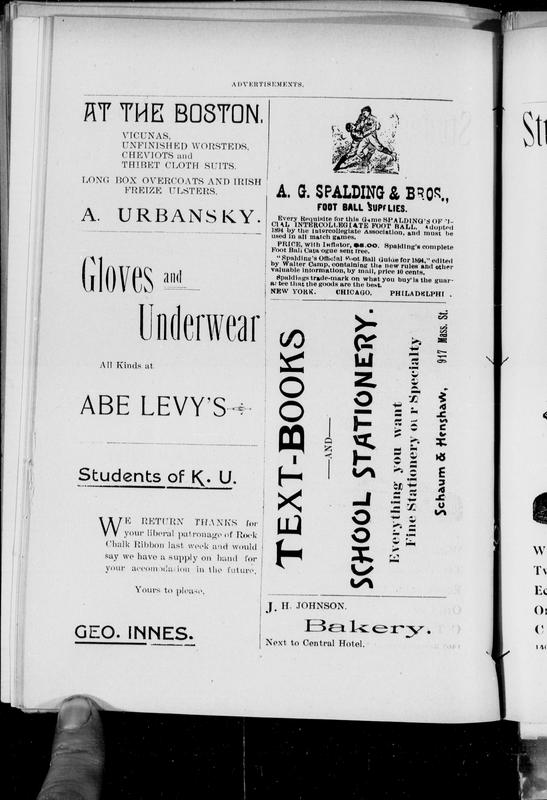 ADVERTISEMENTS.
AT THE BOSTON.
VICUNAS,
UNFINISHED WORSTEDS,
CHEVIOTS and
THIBET CLOTH SUITS.
LONG BOX OVERCOATS AND IRISH
FREIZE ULSTERS.
A. URBANSKY.
Gloves and
Underwear
All Kinds at
ABE LEVY'S
Students of K. U.
WE RETURN THANKS for
your liberal patronage of Rock
Chalk Ribbon last week and would
say we have a supply on hand for
your accomodation in the future.
Yours to please,
GEO. INNES.
A. G. SPALDING & BROS.,
FOOT BALL SUPPLIES.
Every Requisite for this Game SPALDING'S OF I-
CIAL INTERCOLLEGIATE FOOT BALL. Adopted
1894 by the Intercollegiate Association, and must be
used in all match games.
PRICE, with Inflator, $5.00. Spalding's complete
Foot Ball Cata ogue sent free.
"Spalding's Official Foot Ball Guide for 1894," edited
by Walter Camp, containing the new rules and other
valuable information, by mail, price 10 cents.
Spaldings trade-mark on what you buy is the guar-
a tee that the goods are the best.
NEW YORK. CHICAGO. PHILADELPHI .
TEXT-BOOKS
—AND—
SCHOOL STATIONERY.
Everything you want
Fine Stationery our Specialty
Schaum & Henshaw, 917 Mass. St.
J. H. JOHNSON.
Bakery.
Next to Central Hotel.